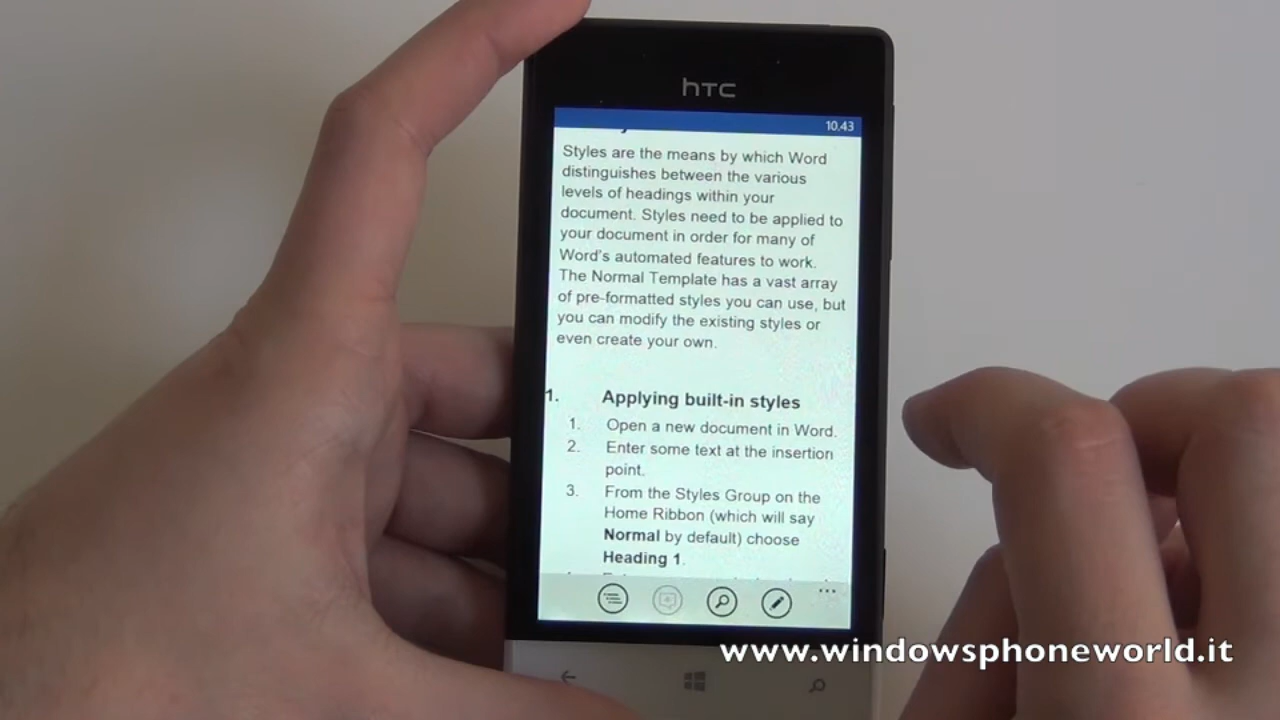 hTC
10.43
Styles are the means by which Word
distinguishes between the various
levels of headings within your
document. Styles need to be applied to
your document in order for many of
Word's automated features to work.
The Normal Template has a vast array
of pre-formatted styles you can use, but
you can modify the existing styles or
even create your own.
1. Applying built-in styles
1. Open a new document in Word.
2. Enter some text at the insertion
point.
3. From the Styles Group on the
Home Ribbon (which will say
Normal by default) choose
Heading 1.
www.windowsphoneworld.it